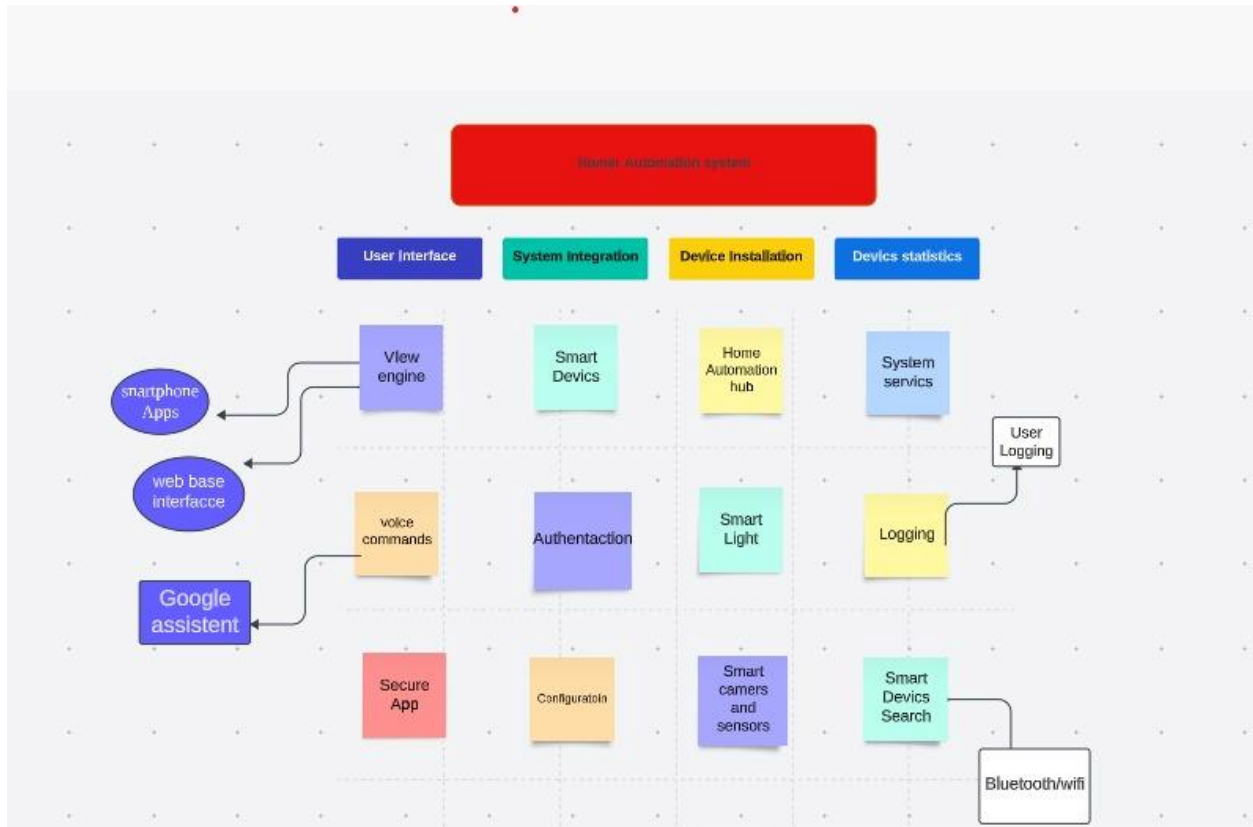 Homer Automation system
User Interface
System Integration
Device Installation
Devics statistics
View
engine
Smart
Devics
Home
Automation
hub
System
servics
snartphone
Apps
User
Logging
web base
interfacce
voice
commands
Authentaction
Smart
Light
Logging
Google
assistent
Secure
App
Configuratoin
Smart
camers
and
sensors
Smart
Devics
Search
Bluetooth/wifi